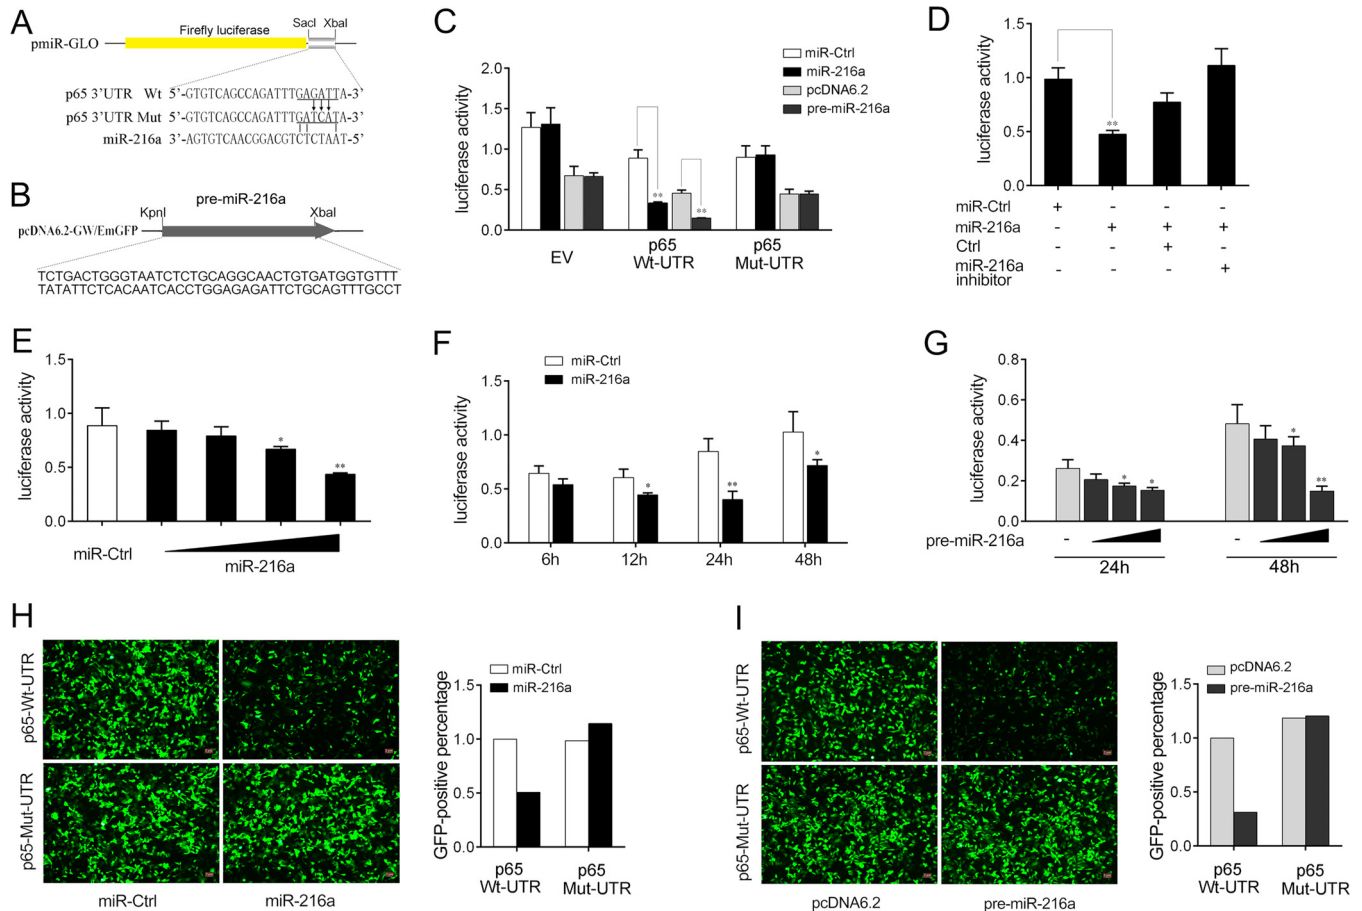 A
SacI XbaI
Firefly luciferase
pmiR-GLO
p65 3'UTR Wt 5'-GTGTCAGCCAGATTTGAGATTA-3'
p65 3'UTR Mut 5'-GTGTCAGCCAGATTTGATCATA-3'
miR-216a 3'-AGTGTCAACGGACGTCTCTAAT-5'
B
pre-miR-216a
KpnI XbaI
pcDNA6.2-GW/EmGFP
TCTGACTGGGTAATCTCTGCAGGCAACTGTGATGGTGTTT
TATATTCTCACAATCACCTGGAGAGATTCTGCAGTTTGCCT
C
miR-Ctrl
miR-216a
pcDNA6.2
pre-miR-216a
luciferase activity
2.0
1.5
1.0
0.5
0.0
** **
EV
p65
Wt-UTR
p65
Mut-UTR
D
luciferase activity
1.5
1.0
0.5
0.0
**
miR-Ctrl + - - -
miR-216a - + + +
Ctrl - - + -
miR-216a - - - +
inhibitor
E
luciferase activity
1.5
1.0
0.5
0.0
* **
miR-Ctrl
miR-216a
F
miR-Ctrl
miR-216a
luciferase activity
1.5
1.0
0.5
0.0
* ** *
6h 12h 24h 48h
G
luciferase activity
0.8
0.6
0.4
0.2
0.0
* * * **
pre-miR-216a - -
24h 48h
H
p65-Wt-UTR
p65-Mut-UTR
miR-Ctrl miR-216a
miR-Ctrl
miR-216a
GFP-positive percentage
1.5
1.0
0.5
0.0
p65
Wt-UTR
p65
Mut-UTR
I
p65-Wt-UTR
p65-Mut-UTR
pcDNA6.2 pre-miR-216a
pcDNA6.2
pre-miR-216a
GFP-positive percentage
1.5
1.0
0.5
0.0
p65
Wt-UTR
p65
Mut-UTR